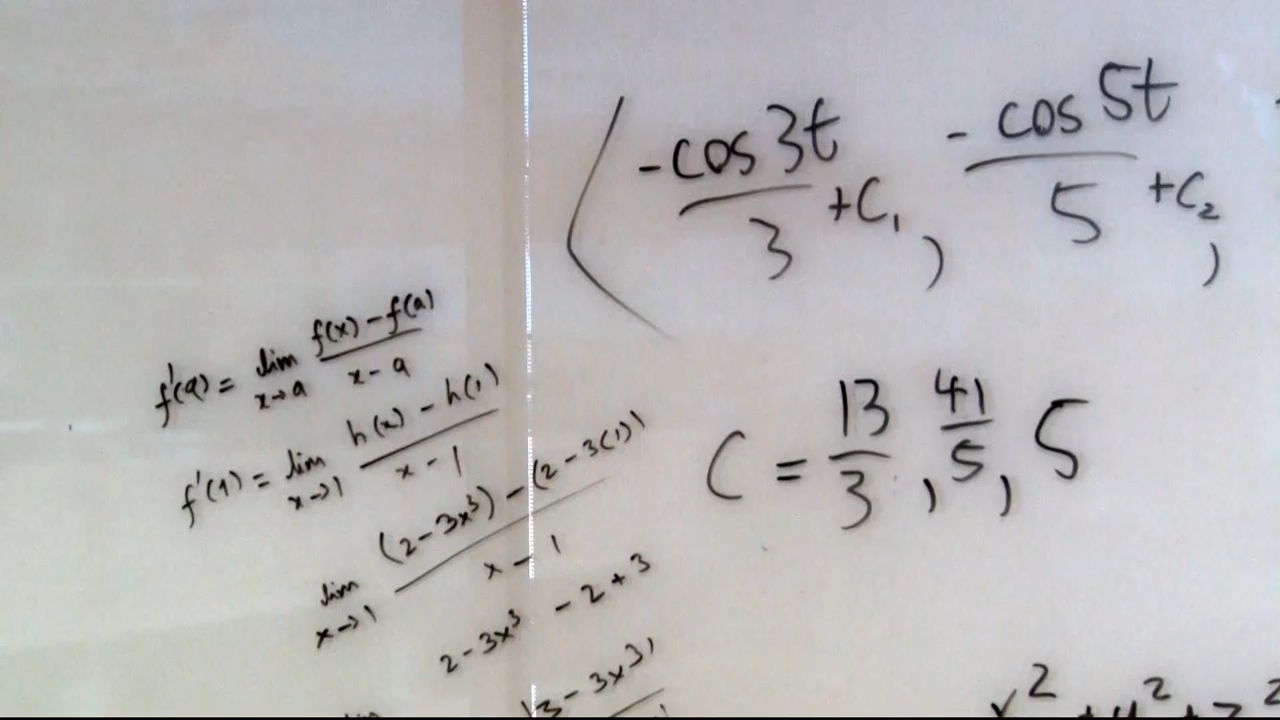 -cos 3t / 3 + C₁, -cos 5t / 5 + C₂,
C = 13/3, 41/5, 5
f'(a) = lim x→a f(x) - f(a) / x - a
f'(1) = lim x→1 h(x) - h(1) / x - 1
lim x→1 (2 - 3x³) - (2 - 3(1)) / x - 1
2 - 3x³ - 2 + 3